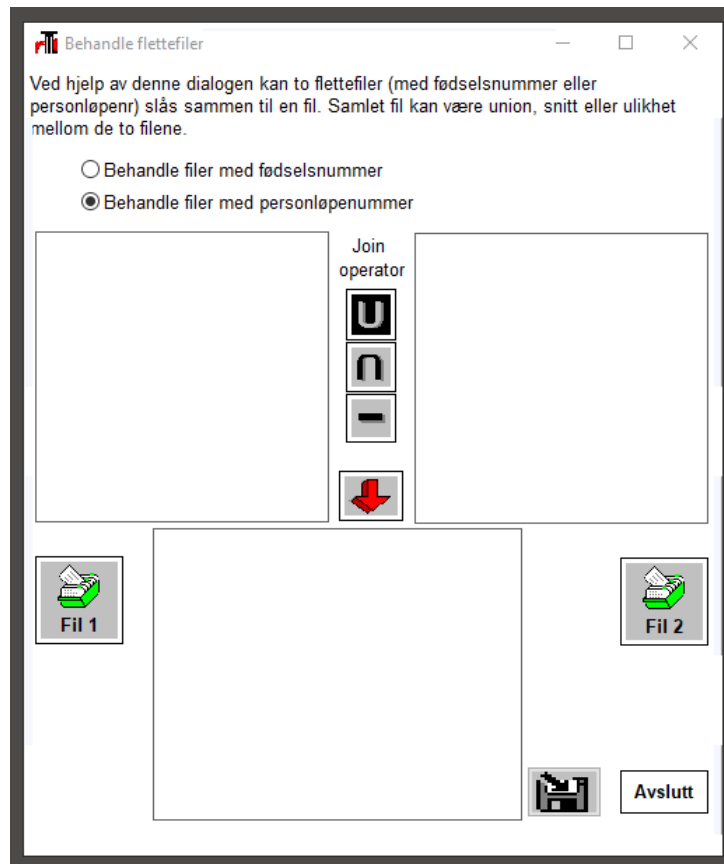 Behandle flettefiler
Ved hjelp av denne dialogen kan to flettefiler (med fødselsnummer eller
personløpenr) slås sammen til en fil. Samlet fil kan være union, snitt eller ulikhet
mellom de to filene.
Behandle filer med fødselsnummer
Behandle filer med personløpenummer
Join
operator
U
∩
-
Fil 1
Fil 2
Avslutt